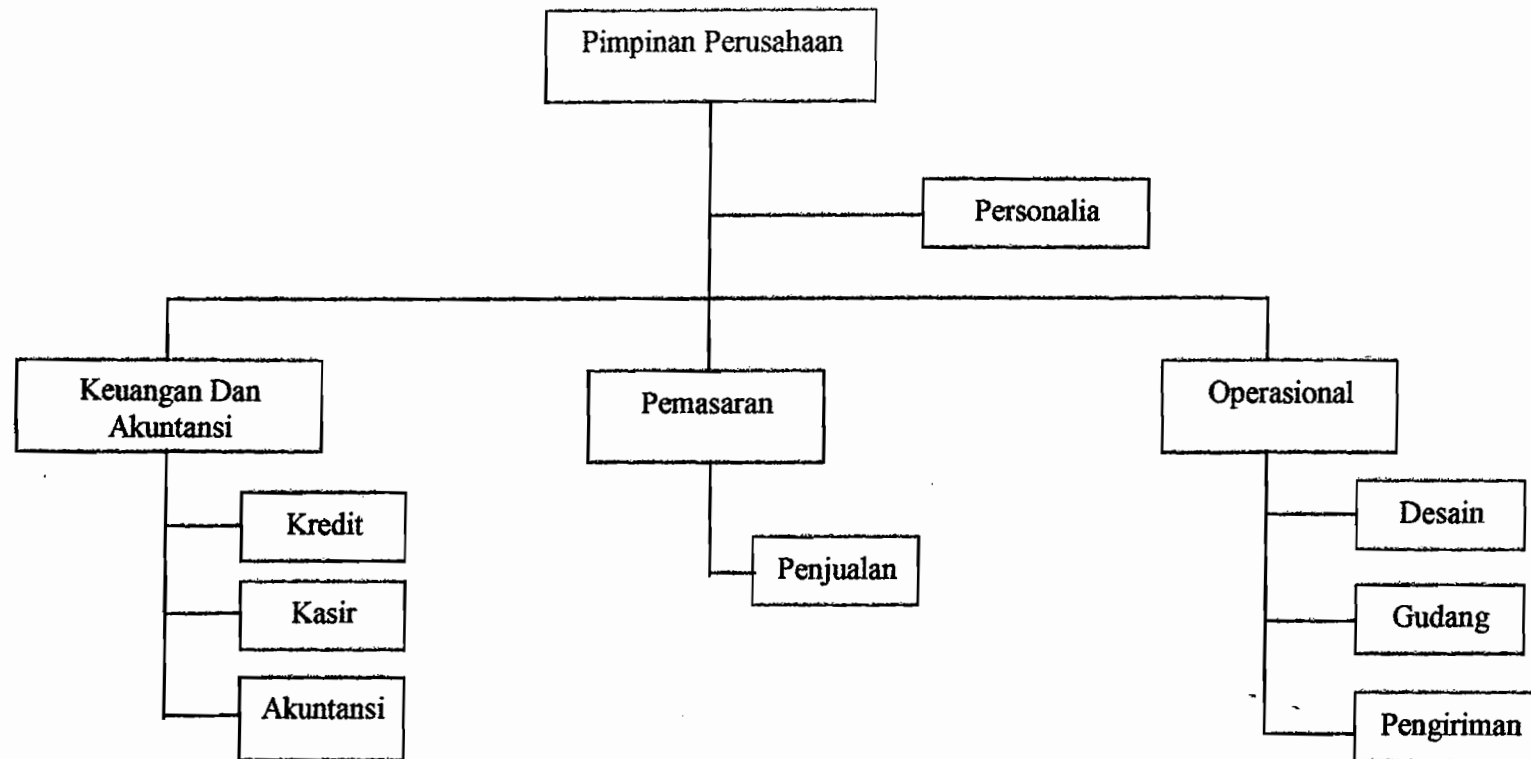 Pimpinan Perusahaan
Personalia
Keuangan Dan
Akuntansi
Pemasaran
Operasional
Kredit
Kasir
Akuntansi
Penjualan
Desain
Gudang
Pengiriman